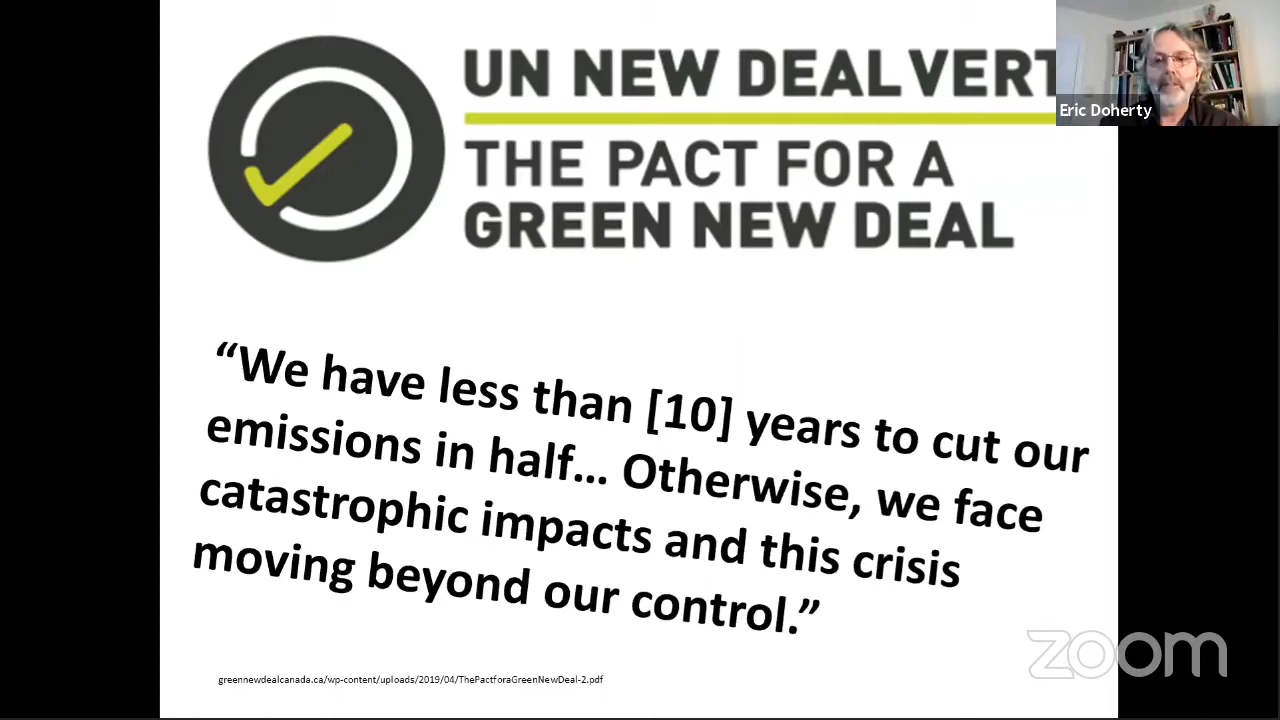 UN NEW DEAL VERT
THE PACT FOR A
GREEN NEW DEAL
Eric Doherty
“We have less than [10] years to cut our
emissions in half... Otherwise, we face
catastrophic impacts and this crisis
moving beyond our control.”
greennewdealcanada.ca/wp-content/uploads/2019/04/ThePactforaGreenNewDeal-2.pdf
zoom